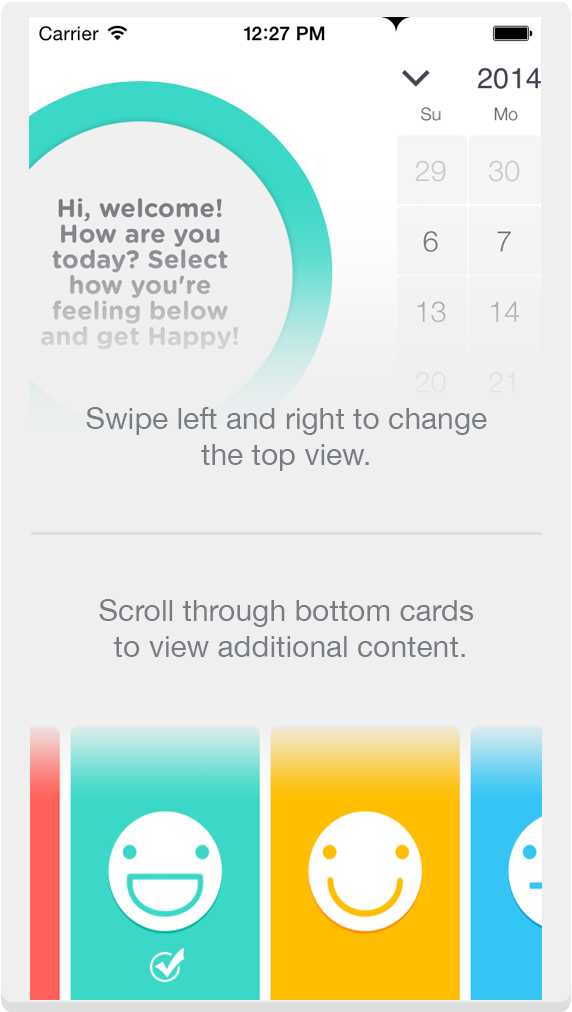 Carrier 12:27 PM
2014
Su Mo
29 30
6 7
13 14
20 21
Hi, welcome!
How are you
today? Select
how you're
feeling below
and get Happy!
Swipe left and right to change
the top view.
Scroll through bottom cards
to view additional content.